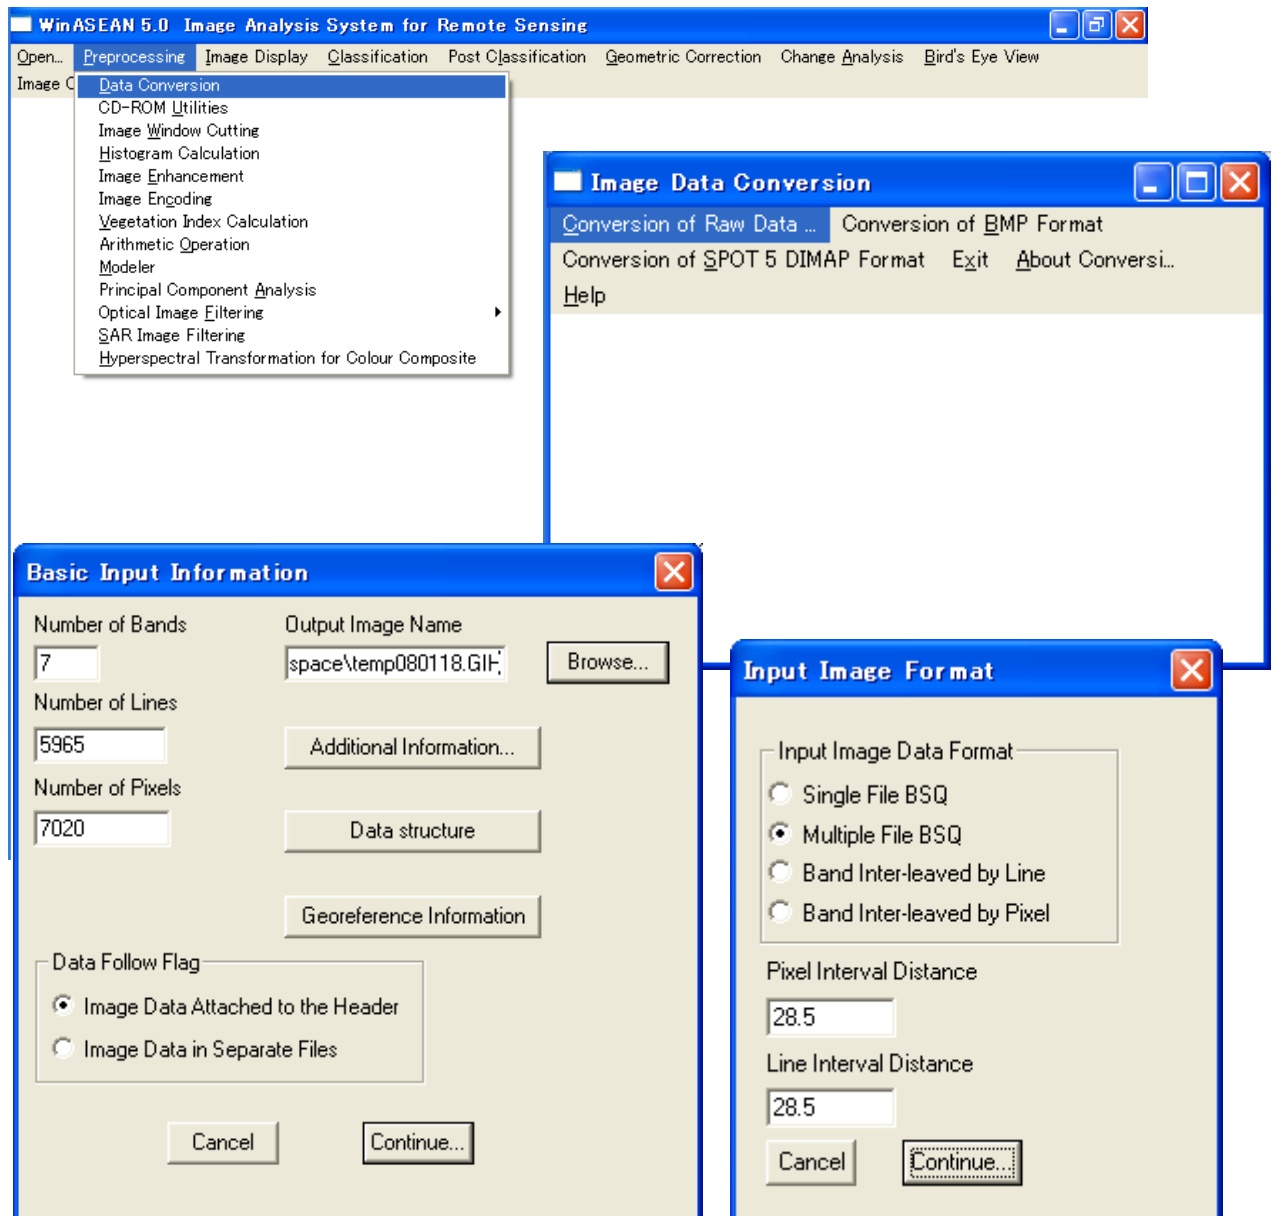 WinASEAN 5.0 Image Analysis System for Remote Sensing
Open... Preprocessing Image Display Classification Post Classification Geometric Correction Change Analysis Bird's Eye View
Image C
Data Conversion
CD-ROM Utilities
Image Window Cutting
Histogram Calculation
Image Enhancement
Image Encoding
Vegetation Index Calculation
Arithmetic Operation
Modeler
Principal Component Analysis
Optical Image Filtering
SAR Image Filtering
Hyperspectral Transformation for Colour Composite
Image Data Conversion
Conversion of Raw Data ... Conversion of BMP Format
Conversion of SPOT 5 DIMAP Format Exit About Conversi...
Help
Basic Input Information
Number of Bands Output Image Name
7 space\temp080118.GIH Browse...
Number of Lines
5965 Additional Information...
Number of Pixels
7020 Data structure
Georeference Information
Data Follow Flag
Image Data Attached to the Header
Image Data in Separate Files
Cancel Continue...
Input Image Format
Input Image Data Format
Single File BSQ
Multiple File BSQ
Band Inter-leaved by Line
Band Inter-leaved by Pixel
Pixel Interval Distance
28.5
Line Interval Distance
28.5
Cancel Continue...